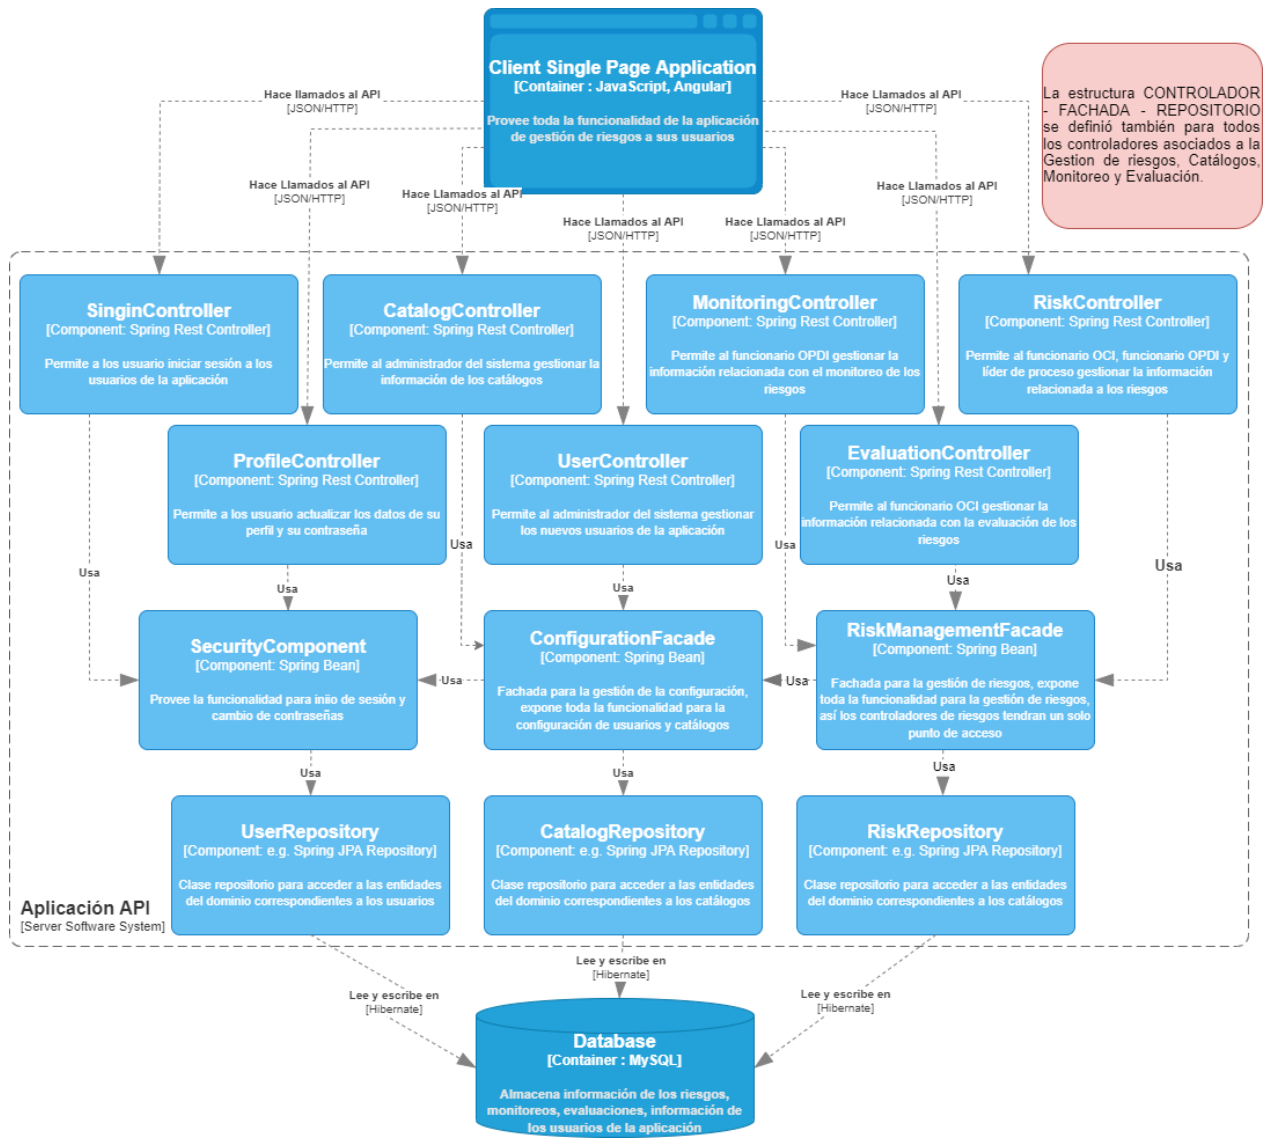 Client Single Page Application
[Container : JavaScript, Angular]
Provee toda la funcionalidad de la aplicación
de gestión de riesgos a sus usuarios
La estructura CONTROLADOR
- FACHADA - REPOSITORIO
se definió también para todos
los controladores asociados a la
Gestion de riesgos, Catálogos,
Monitoreo y Evaluación.
Hace llamados al API
[JSON/HTTP]
Hace Llamados al API
[JSON/HTTP]
Hace Llamados al API
[JSON/HTTP]
Hace Llamados al API
[JSON/HTTP]
Hace Llamados al API
[JSON/HTTP]
Hace Llamados al API
[JSON/HTTP]
Hace Llamados al API
[JSON/HTTP]
SinginController
[Component: Spring Rest Controller]
Permite a los usuario iniciar sesión a los
usuarios de la aplicación
CatalogController
[Component: Spring Rest Controller]
Permite al administrador del sistema gestionar la
información de los catálogos
MonitoringController
[Component: Spring Rest Controller]
Permite al funcionario OPDI gestionar la
información relacionada con el monitoreo de los
riesgos
RiskController
[Component: Spring Rest Controller]
Permite al funcionario OCI, funcionario OPDI y
líder de proceso gestionar la información
relacionada a los riesgos
ProfileController
[Component: Spring Rest Controller]
Permite a los usuario actualizar los datos de su
perfil y su contraseña
UserController
[Component: Spring Rest Controller]
Permite al administrador del sistema gestionar
los nuevos usuarios de la aplicación
EvaluationController
[Component: Spring Rest Controller]
Permite al funcionario OCI gestionar la
información relacionada con la evaluación de los
riesgos
Usa
Usa
Usa
Usa
Usa
Usa
Usa
SecurityComponent
[Component: Spring Bean]
Provee la funcionalidad para iniio de sesión y
cambio de contraseñas
Usa
ConfigurationFacade
[Component: Spring Bean]
Fachada para la gestión de la configuración,
expone toda la funcionalidad para la
configuración de usuarios y catálogos
Usa
RiskManagementFacade
[Component: Spring Bean]
Fachada para la gestión de riesgos, expone
toda la funcionalidad para la gestión de riesgos,
así los controladores de riesgos tendran un solo
punto de acceso
Usa
Usa
Usa
UserRepository
[Component: e.g. Spring JPA Repository]
Clase repositorio para acceder a las entidades
del dominio correspondientes a los usuarios
CatalogRepository
[Component: e.g. Spring JPA Repository]
Clase repositorio para acceder a las entidades
del dominio correspondientes a los catálogos
RiskRepository
[Component: e.g. Spring JPA Repository]
Clase repositorio para acceder a las entidades
del dominio correspondientes a los catálogos
Aplicación API
[Server Software System]
Lee y escribe en
[Hibernate]
Lee y escribe en
[Hibernate]
Lee y escribe en
[Hibernate]
Database
[Container : MySQL]
Almacena información de los riesgos,
monitoreos, evaluaciones, información de
los usuarios de la aplicación